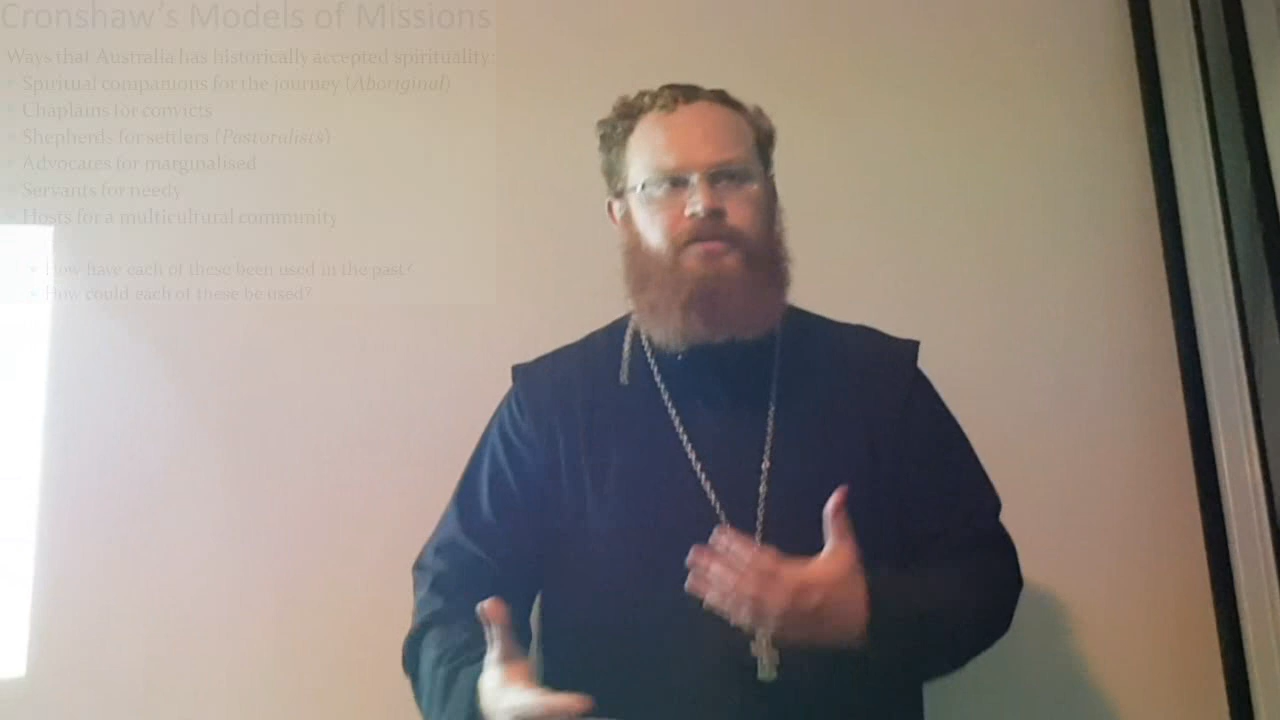 Cronshaw's Models of Missions
Ways that Australia has historically accepted spirituality:
Spiritual companions for the journey (Aboriginal)
Chaplains for convicts
Shepherds for settlers (Pastoralists)
Advocates for marginalised
Servants for needy
Hosts for a multicultural community
• How have each of these been used in the past?
• How could each of these be used?